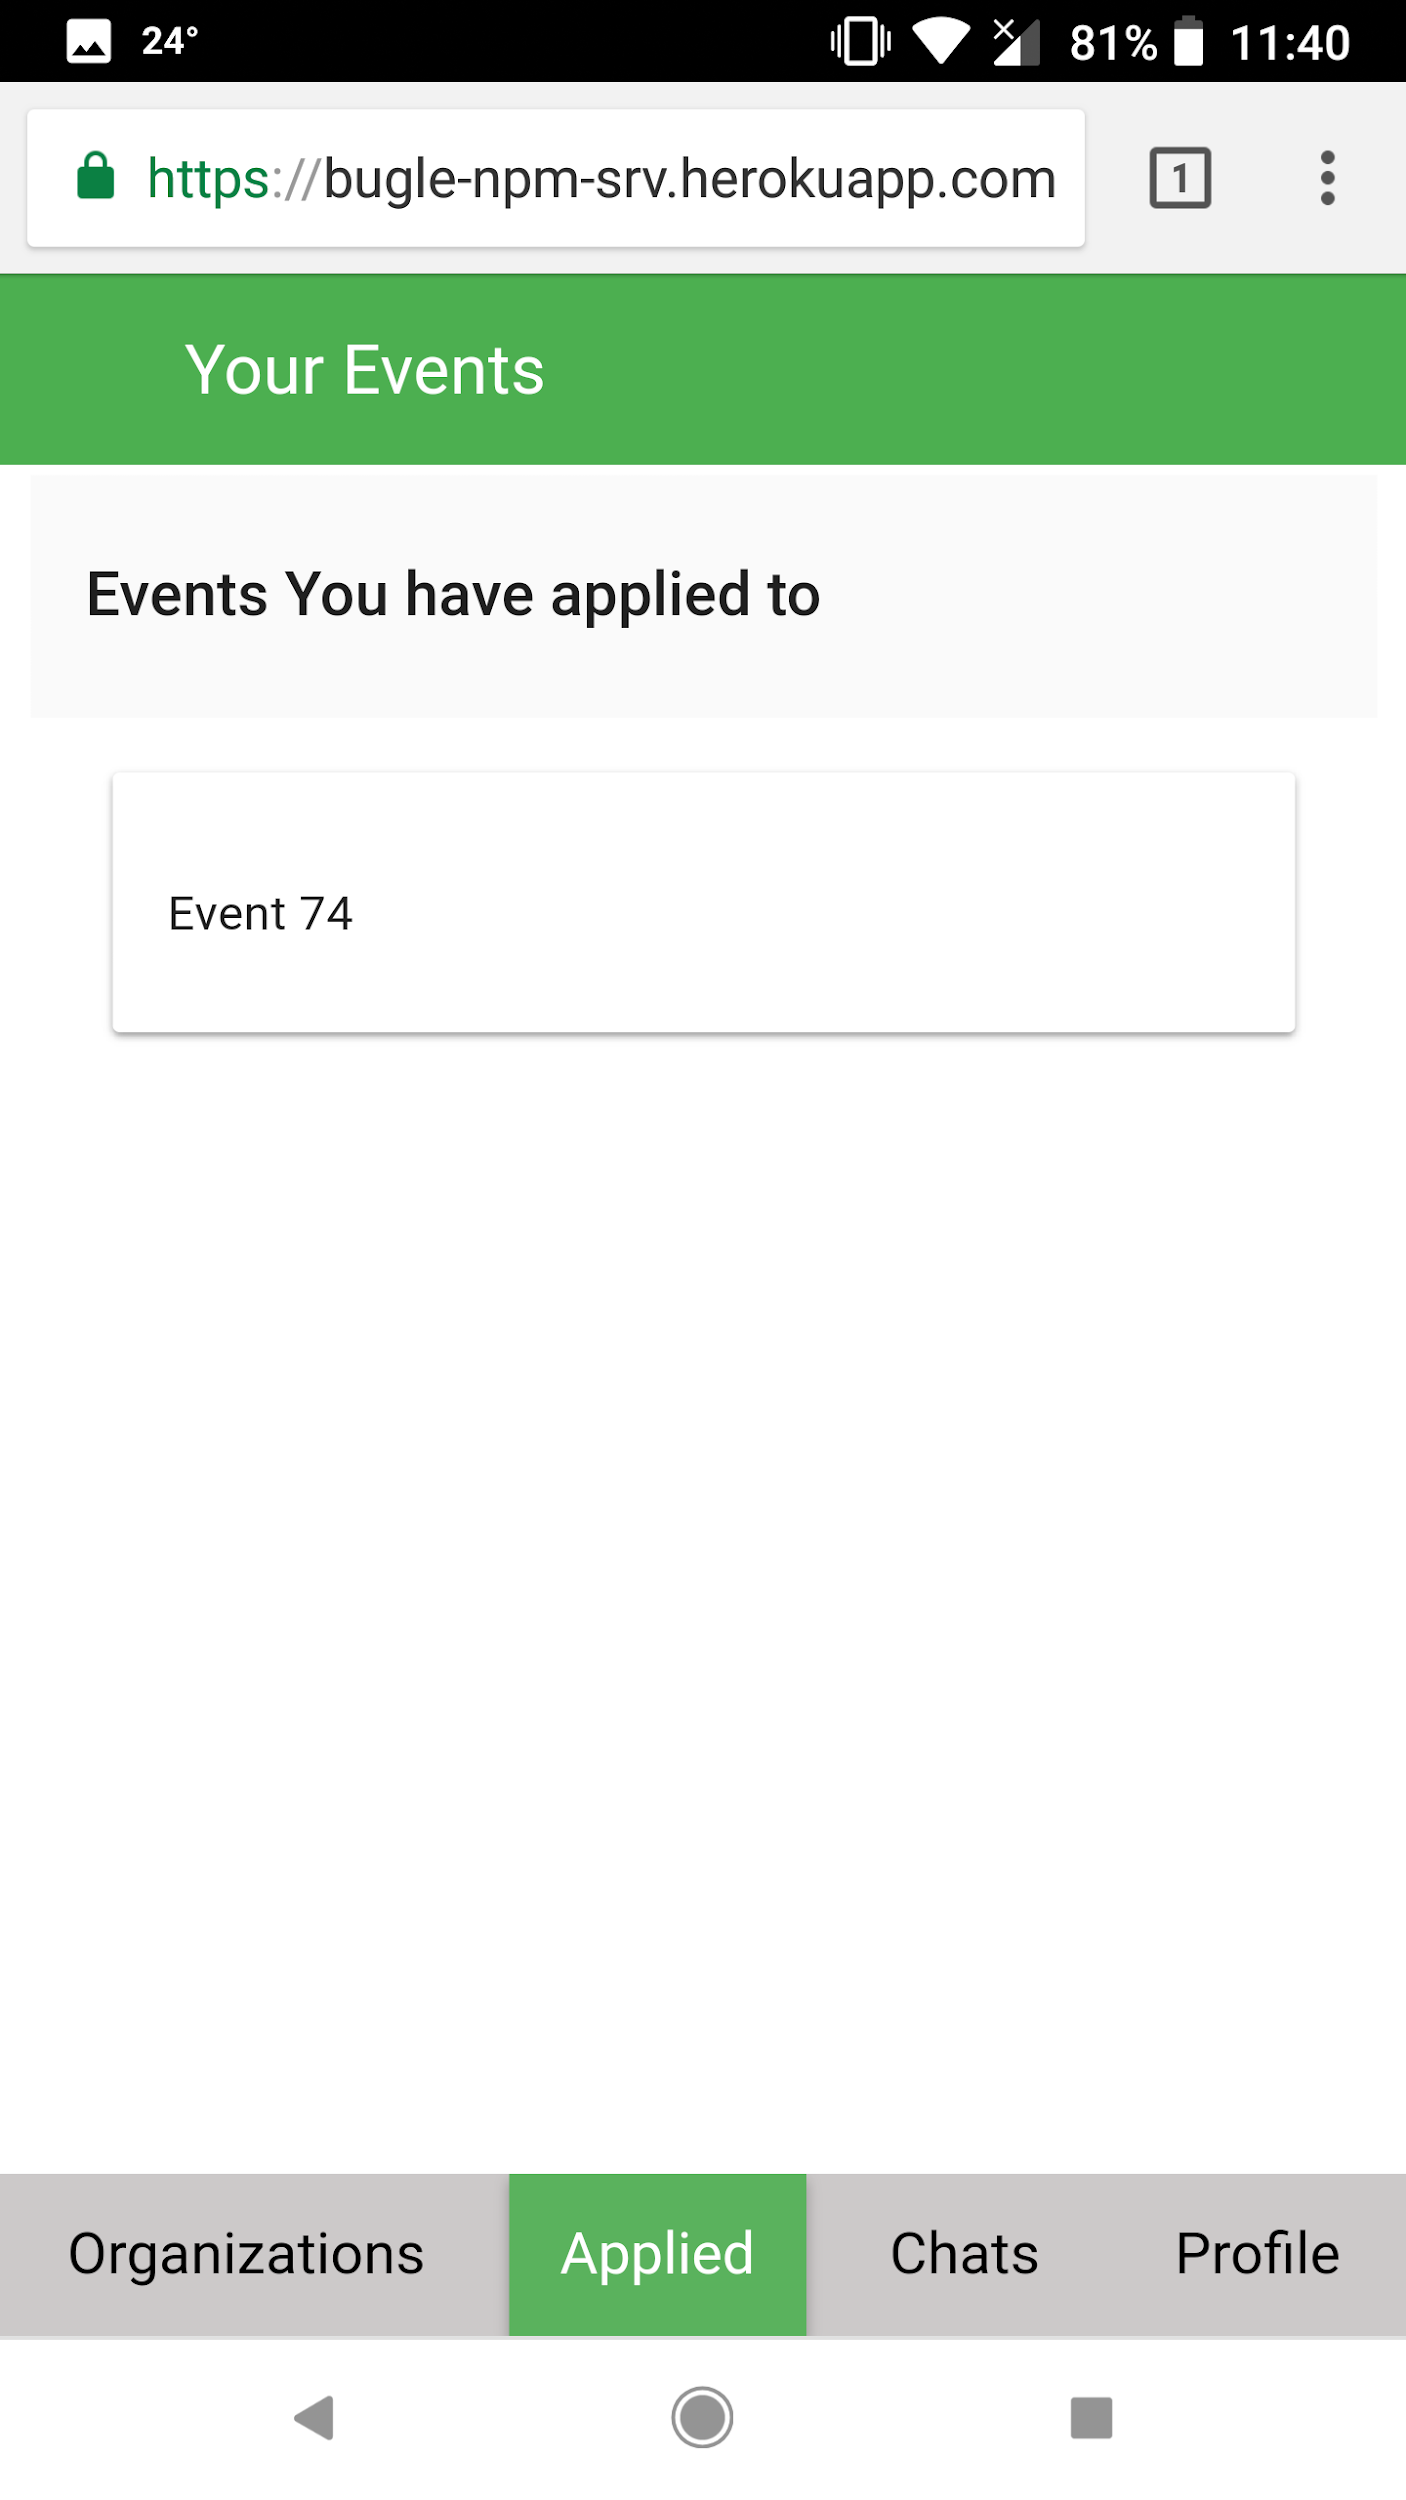 24° 81% 11:40
https://bugle-npm-srv.herokuapp.com 1
Your Events
Events You have applied to
Event 74
Organizations Applied Chats Profile